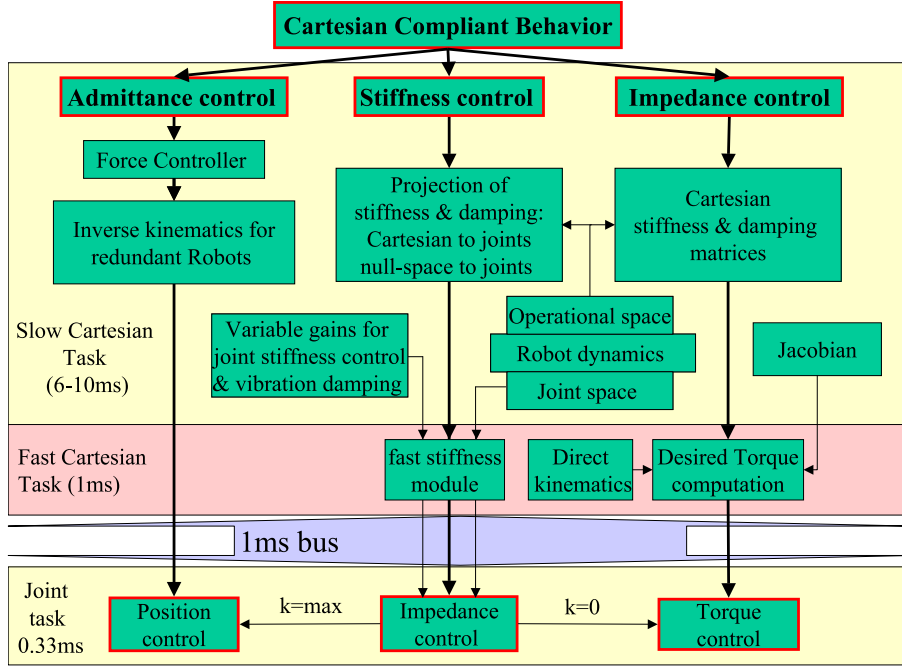 Cartesian Compliant Behavior
Admittance control
Stiffness control
Impedance control
Force Controller
Inverse kinematics for
redundant Robots
Projection of
stiffness & damping:
Cartesian to joints
null-space to joints
Cartesian
stiffness & damping
matrices
Slow Cartesian
Task
(6-10ms)
Variable gains for
joint stiffness control
& vibration damping
Operational space
Robot dynamics
Joint space
Jacobian
Fast Cartesian
Task (1ms)
fast stiffness
module
Direct
kinematics
Desired Torque
computation
1ms bus
Joint
task
0.33ms
Position
control
k=max
Impedance
control
k=0
Torque
control